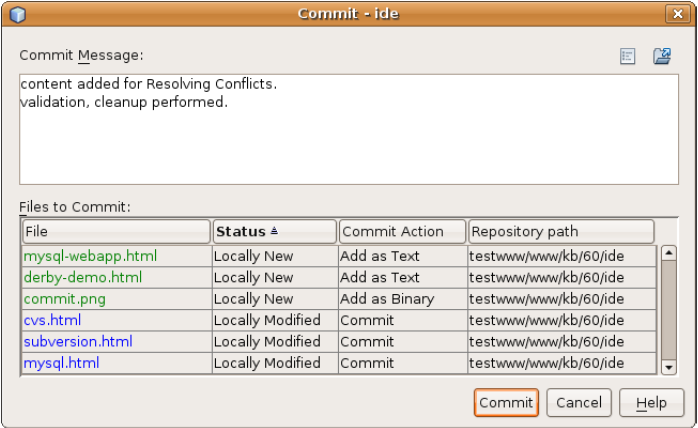 Commit - ide
Commit Message:
content added for Resolving Conflicts.
validation, cleanup performed.
Files to Commit:
File Status Commit Action Repository path
mysql-webapp.html Locally New Add as Text testwww/www/kb/60/ide
derby-demo.html Locally New Add as Text testwww/www/kb/60/ide
commit.png Locally New Add as Binary testwww/www/kb/60/ide
cvs.html Locally Modified Commit testwww/www/kb/60/ide
subversion.html Locally Modified Commit testwww/www/kb/60/ide
mysql.html Locally Modified Commit testwww/www/kb/60/ide
Commit Cancel Help